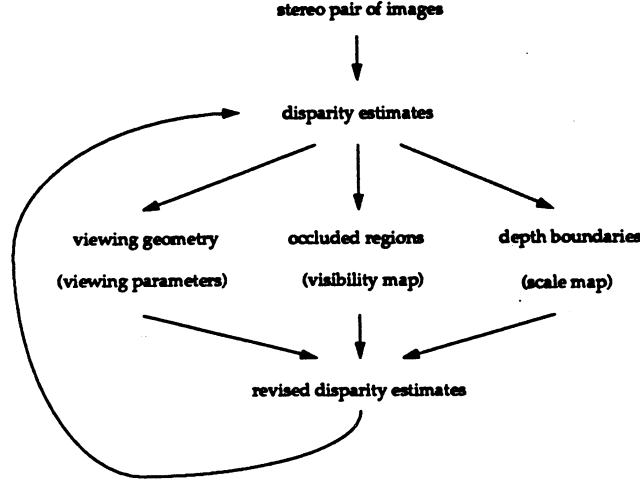 stereo pair of images
disparity estimates
viewing geometry
(viewing parameters)
occluded regions
(visibility map)
depth boundaries
(scale map)
revised disparity estimates